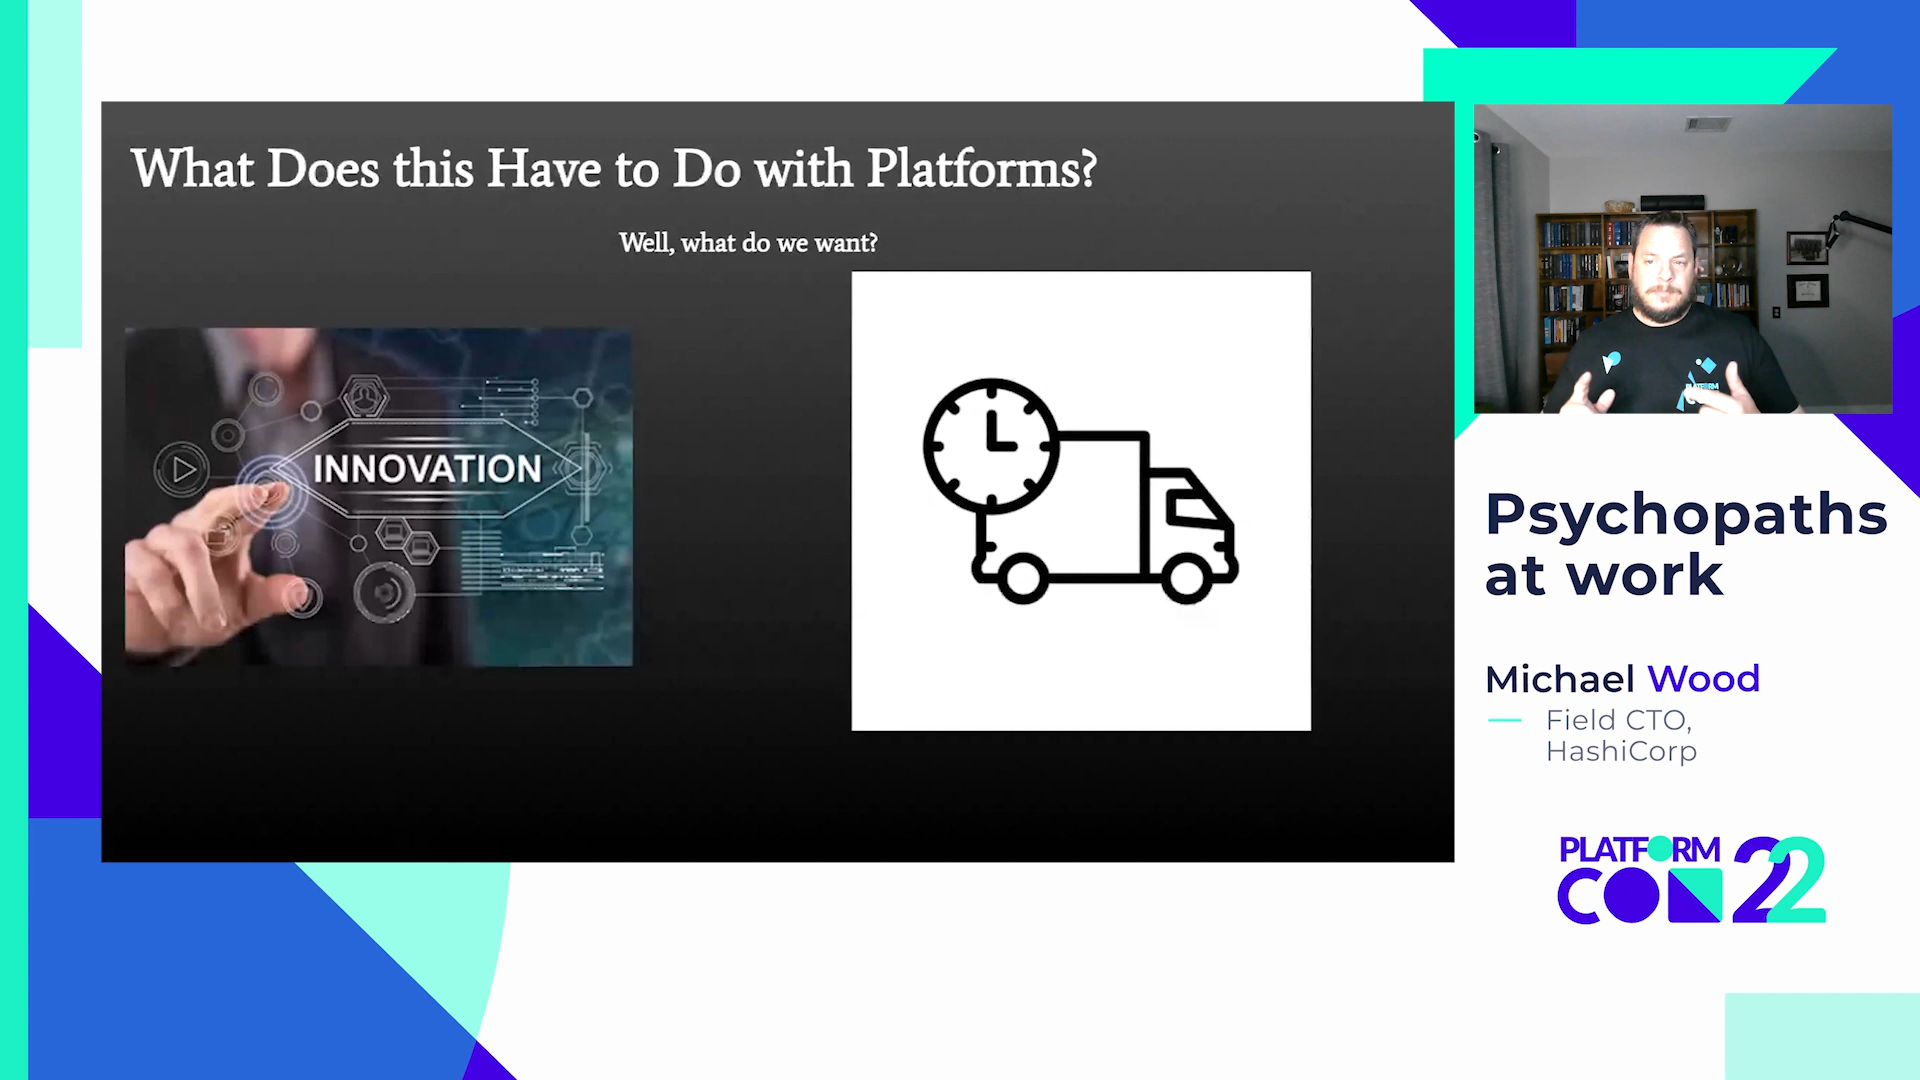 What Does this Have to Do with Platforms?
Well, what do we want?
INNOVATION
Psychopaths
at work
Michael Wood
Field CTO,
HashiCorp
PLATFORM
CON 22